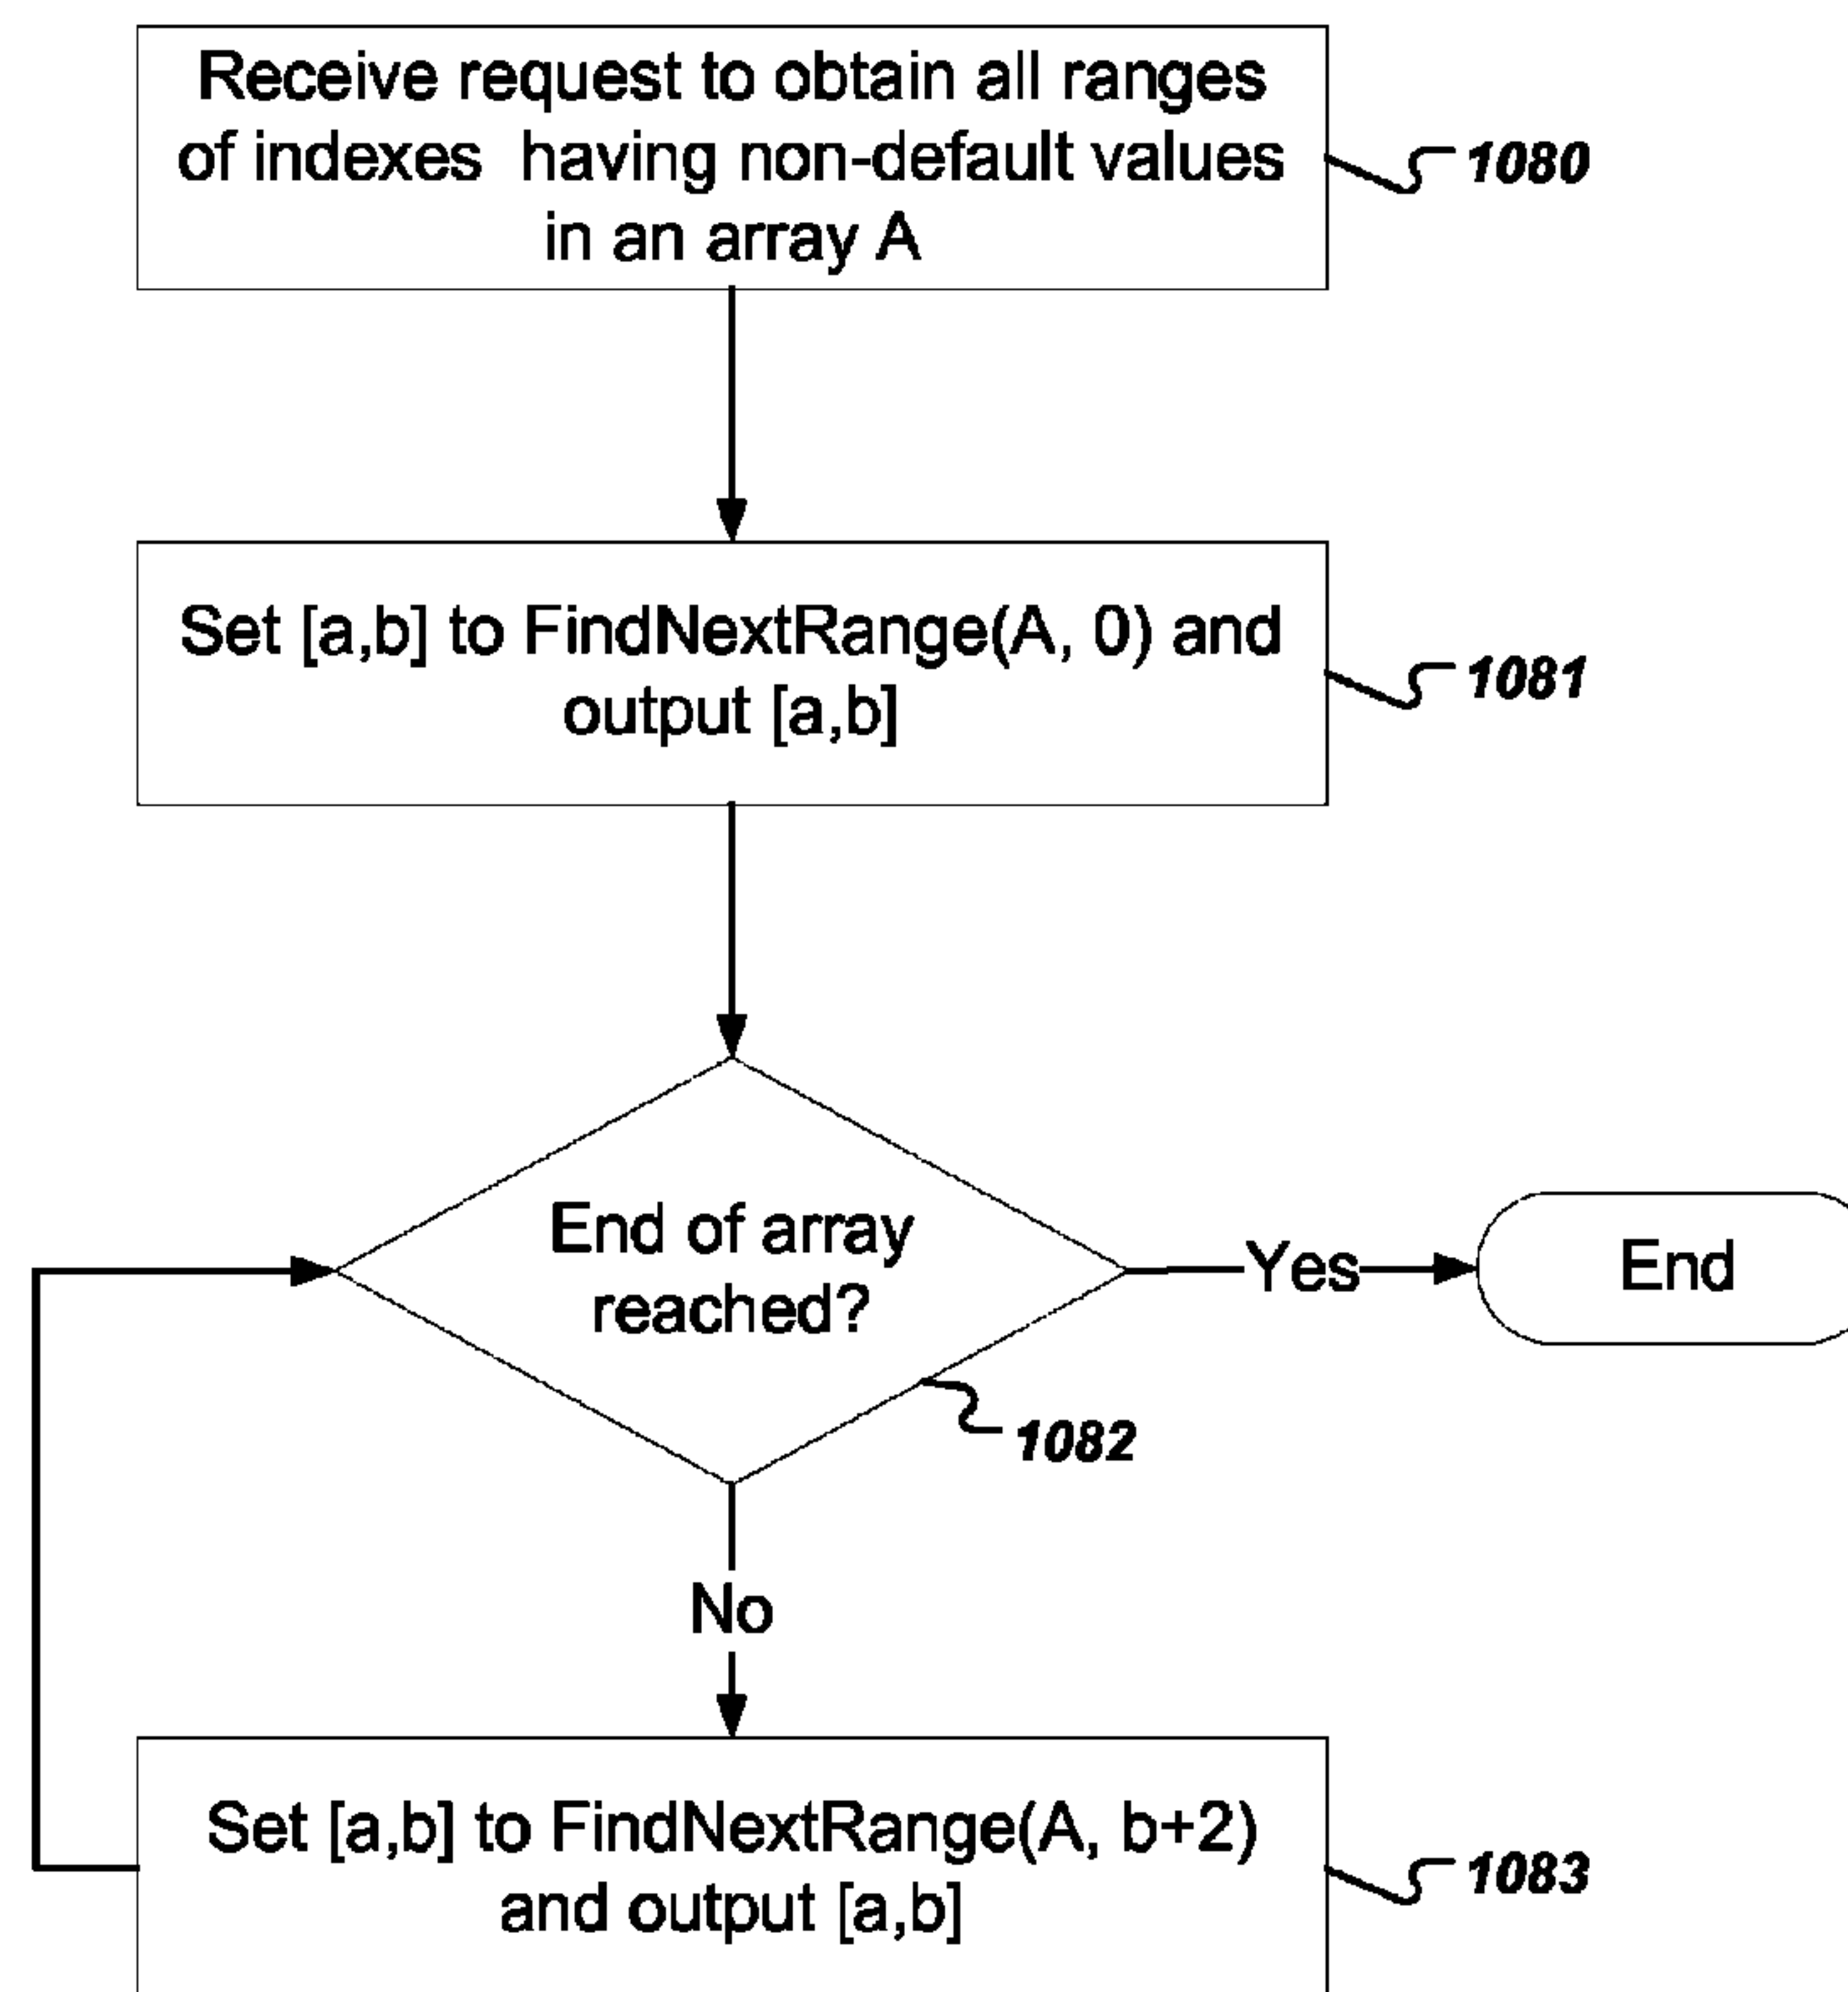 Receive request to obtain all ranges
of indexes having non-default values
in an array A
1080
Set [a,b] to FindNextRange(A, 0) and
output [a,b]
1081
End of array
reached?
Yes
End
1082
No
Set [a,b] to FindNextRange(A, b+2)
and output [a,b]
1083